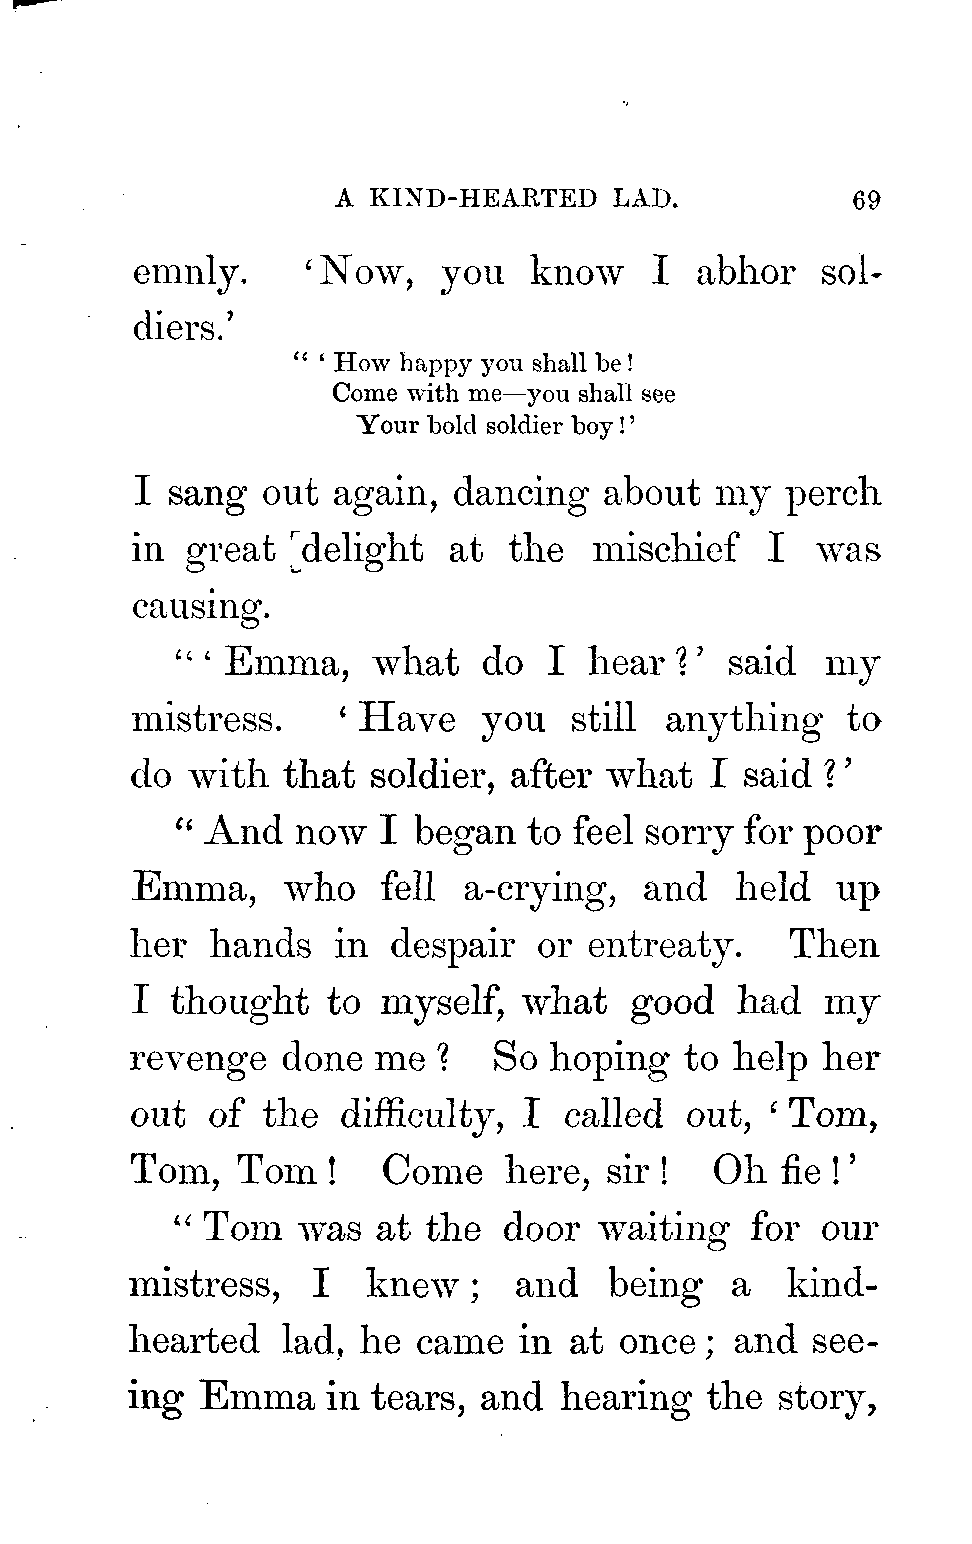 A KIND-HEARTED LAD. 69
emnly. ‘Now, you know I abhor sol-
diers.’
“ ‘ How happy you shall be!
Come with me—you shall see
Your bold soldier boy!’
I sang out again, dancing about my perch
in great delight at the mischief I was
causing.
“ ‘ Emma, what do I hear?’ said my
mistress. ‘ Have you still anything to
do with that soldier, after what I said?’
“ And now I began to feel sorry for poor
Emma, who fell a-crying, and held up
her hands in despair or entreaty. Then
I thought to myself, what good had my
revenge done me? So hoping to help her
out of the difficulty, I called out, ‘ Tom,
Tom, Tom! Come here, sir! Oh fie!’
“ Tom was at the door waiting for our
mistress, I knew; and being a kind-
hearted lad, he came in at once; and see-
ing Emma in tears, and hearing the story,